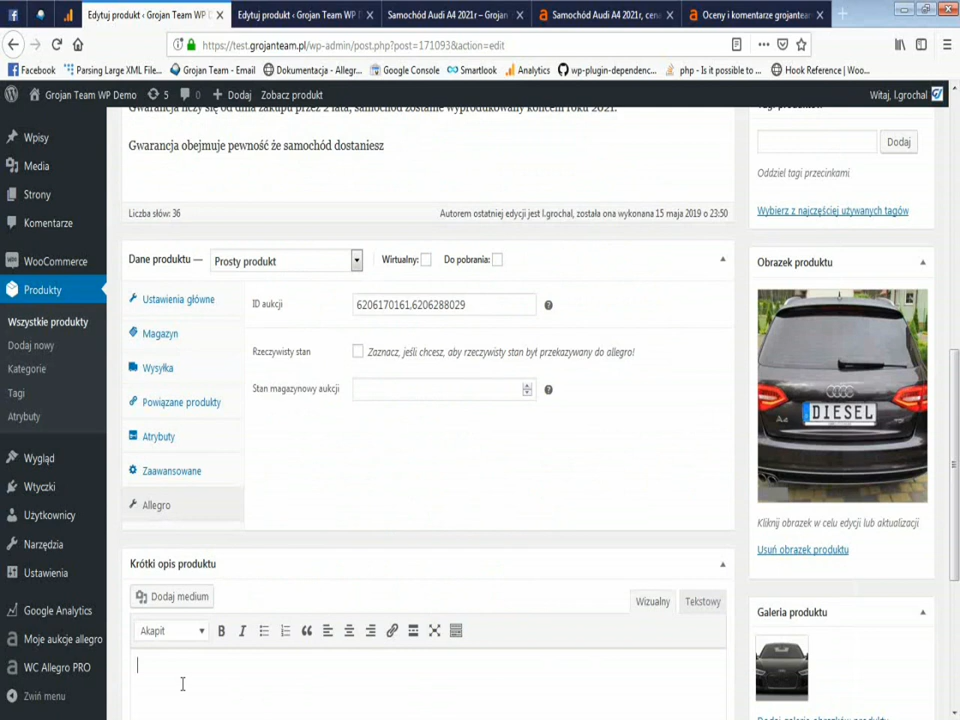 Edytuj produkt ‹ Grojan Team WP D
Edytuj produkt ‹ Grojan Team WP D
Samochód Audi A4 2021r – Grojan
Samochód Audi A4 2021r, cena
Oceny i komentarze grojantea
https://test.grojanteam.pl/wp-admin/post.php?post=171093&action=edit
Facebook
Parsing Large XML File...
Grojan Team - Email
Dokumentacja - Allegr...
Google Console
Smartlook
Analytics
wp-plugin-dependenc...
php - Is it possible to ...
Hook Reference | Woo...
Grojan Team WP Demo
5
0
Dodaj
Zobacz produkt
Witaj, l.grochal
Wpisy
Media
Strony
Komentarze
WooCommerce
Produkty
Wszystkie produkty
Dodaj nowy
Kategorie
Tagi
Atrybuty
Wygląd
Wtyczki
Użytkownicy
Narzędzia
Ustawienia
Google Analytics
Moje aukcje allegro
WC Allegro PRO
Zwiń menu
Gwarancja liczy się od dnia zakupu przez 2 lata, samochód zostanie wyprodukowany końcem roku 2021.
Gwarancja obejmuje pewność że samochód dostaniesz
Liczba słów: 36
Autorem ostatniej edycji jest l.grochal, została ona wykonana 15 maja 2019 o 23:50
Dane produktu —
Prosty produkt
Wirtualny:
Do pobrania:
Ustawienia główne
Magazyn
Wysyłka
Powiązane produkty
Atrybuty
Zaawansowane
Allegro
ID aukcji
6206170161,6206288029
Rzeczywisty stan
Zaznacz, jeśli chcesz, aby rzeczywisty stan był przekazywany do allegro!
Stan magazynowy aukcji
Krótki opis produktu
Dodaj medium
Wizualny
Tekstowy
Akapit
B
I
Tagi produktów
Dodaj
Oddziel tagi przecinkami
Wybierz z najczęściej używanych tagów
Obrazek produktu
A4
DIESEL
Kliknij obrazek w celu edycji lub aktualizacji
Usuń obrazek produktu
Galeria produktu
Dodaj galerię obrazków produktu